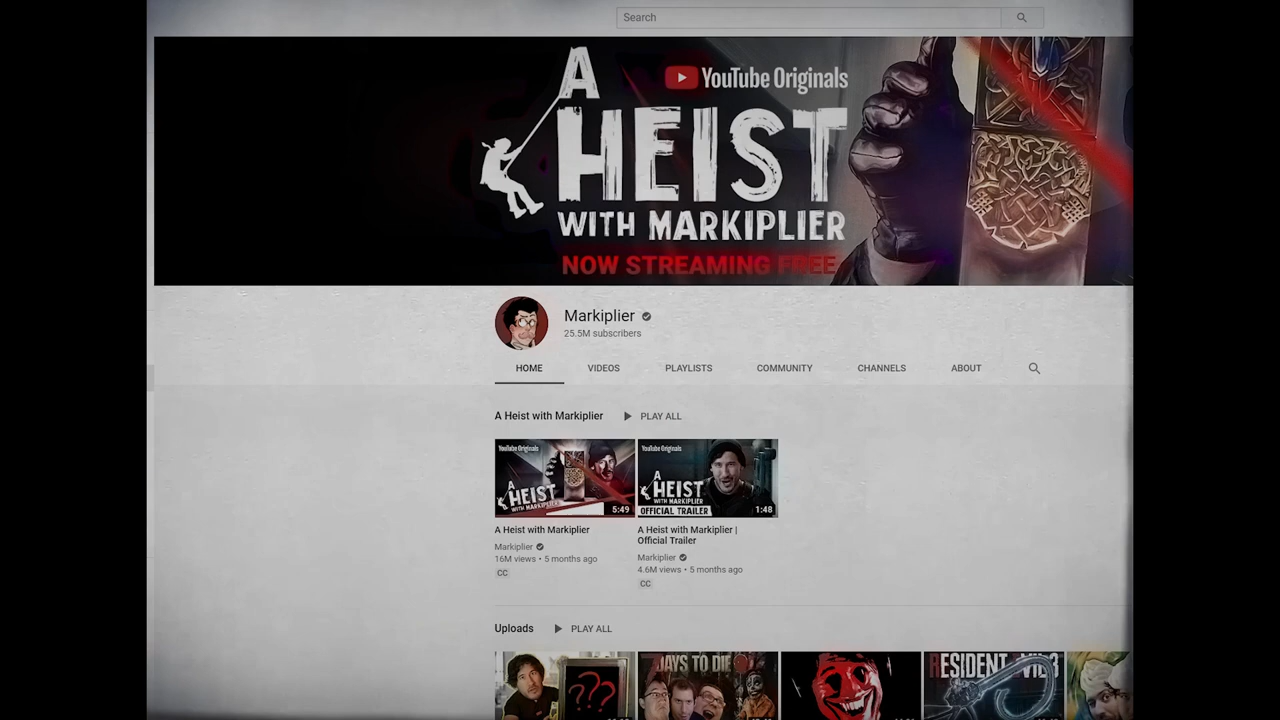 Search
YouTube Originals
A
HEIST
WITH MARKIPLIER
NOW STREAMING FREE
Markiplier
25.5M subscribers
HOME VIDEOS PLAYLISTS COMMUNITY CHANNELS ABOUT
A Heist with Markiplier PLAY ALL
YouTube Originals
A
HEIST
WITH MARKIPLIER
5:49
YouTube Originals
A
HEIST
WITH MARKIPLIER
OFFICIAL TRAILER
1:48
A Heist with Markiplier
Markiplier
16M views • 5 months ago
CC
A Heist with Markiplier |
Official Trailer
Markiplier
4.6M views • 5 months ago
CC
Uploads PLAY ALL
???
DAYS TO DIE
RESIDENT